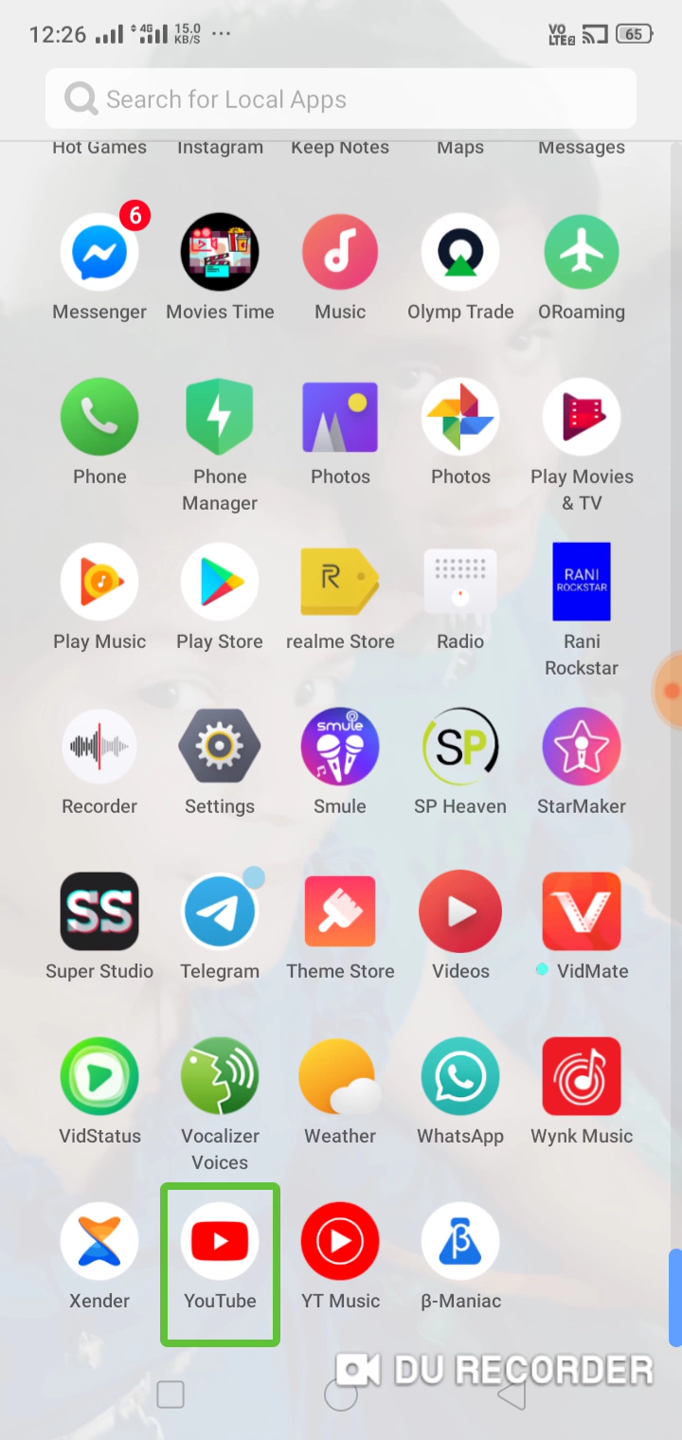 12:26 4G 15.0 KB/S ... VO LTE2 65
Search for Local Apps
Hot Games Instagram Keep Notes Maps Messages
6
Messenger Movies Time Music Olymp Trade ORoaming
Phone Phone Manager Photos Photos Play Movies & TV
R RANI ROCKSTAR
Play Music Play Store realme Store Radio Rani Rockstar
smule SP
Recorder Settings Smule SP Heaven StarMaker
SS
Super Studio Telegram Theme Store Videos VidMate
VidStatus Vocalizer Voices Weather WhatsApp Wynk Music
β
Xender YouTube YT Music β-Maniac
DU RECORDER